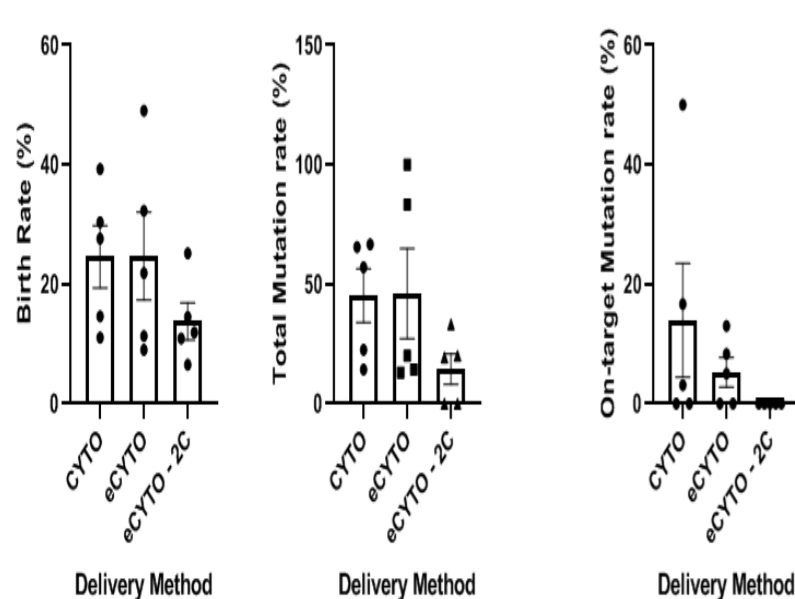 Birth Rate (%)
60
40
20
0
CYTO
eCYTO
eCYTO - 2C
Delivery Method
Total Mutation rate (%)
150
100
50
0
CYTO
eCYTO
eCYTO - 2C
Delivery Method
On-target Mutation rate (%)
60
40
20
0
CYTO
eCYTO
eCYTO - 2C
Delivery Method